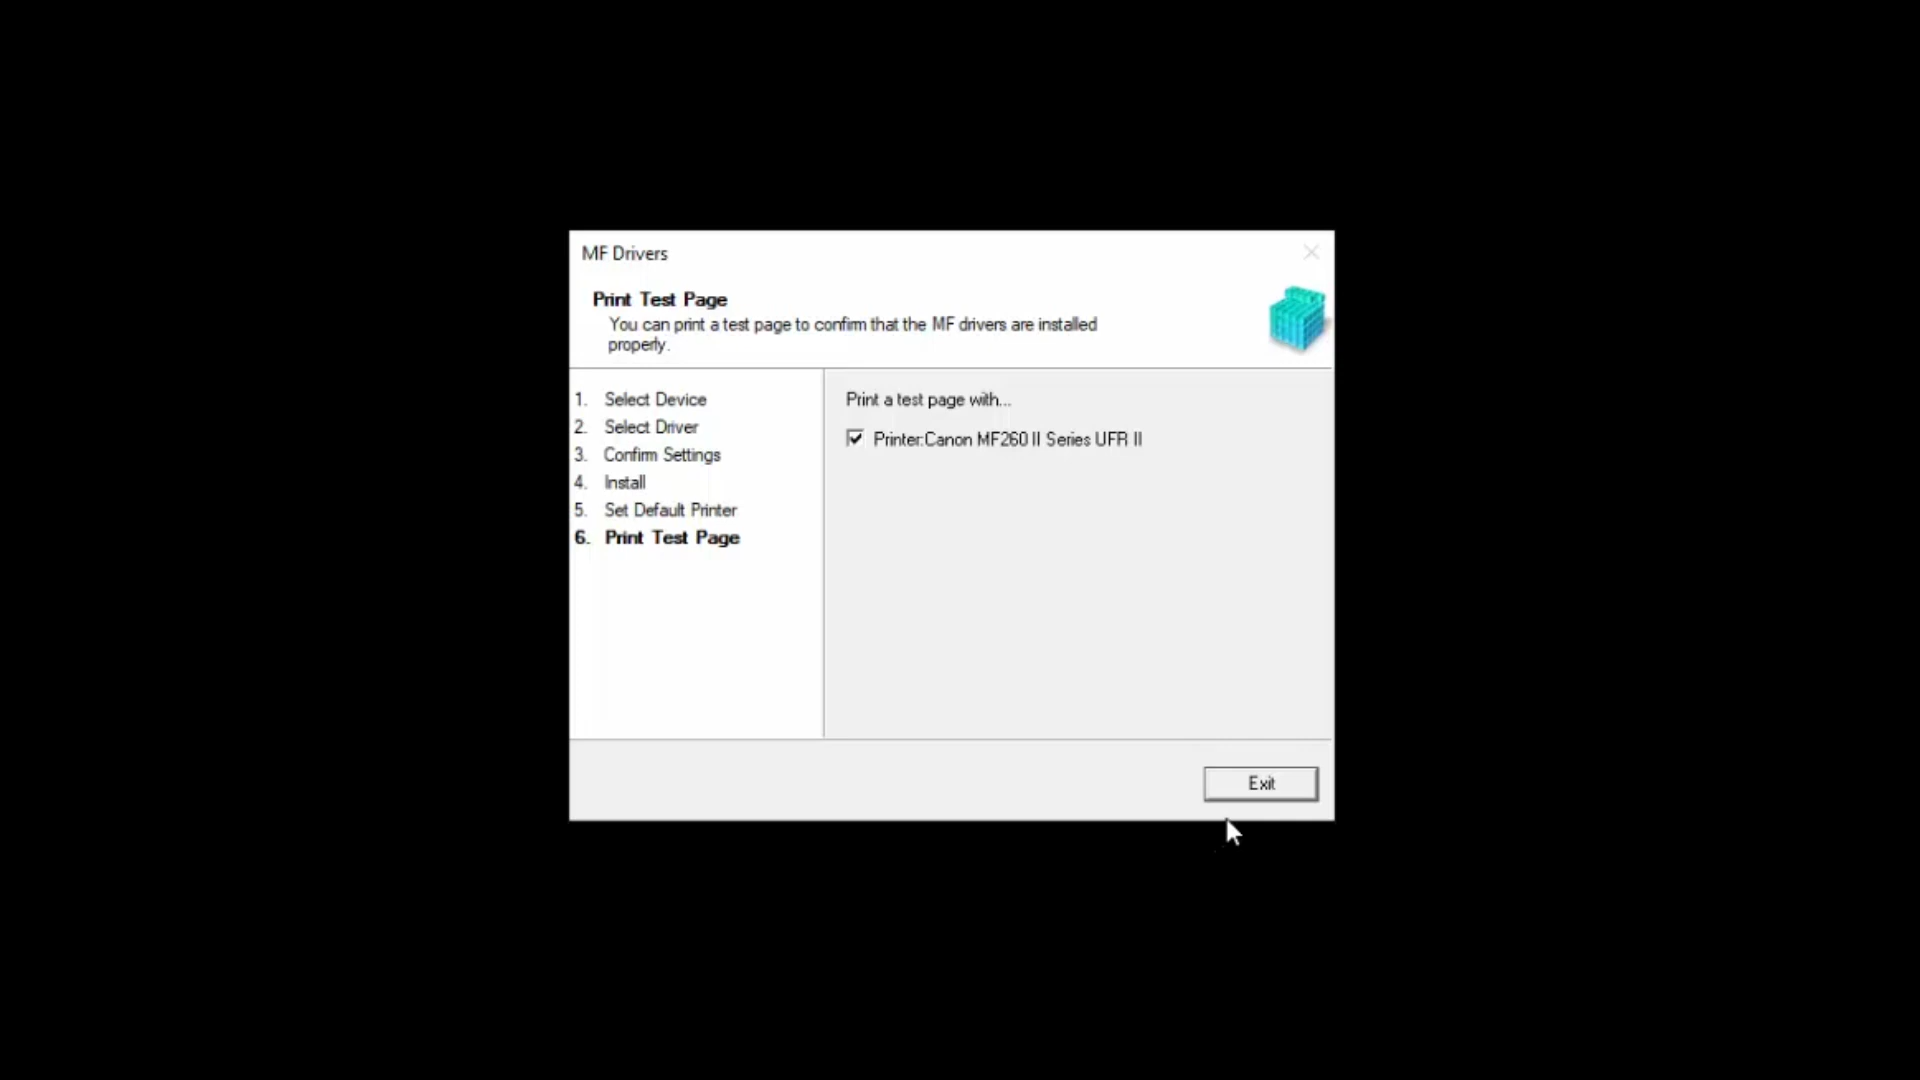 MF Drivers
Print Test Page
You can print a test page to confirm that the MF drivers are installed
properly.
1. Select Device
2. Select Driver
3. Confirm Settings
4. Install
5. Set Default Printer
6. Print Test Page
Print a test page with...
Printer:Canon MF260 II Series UFR II
Exit